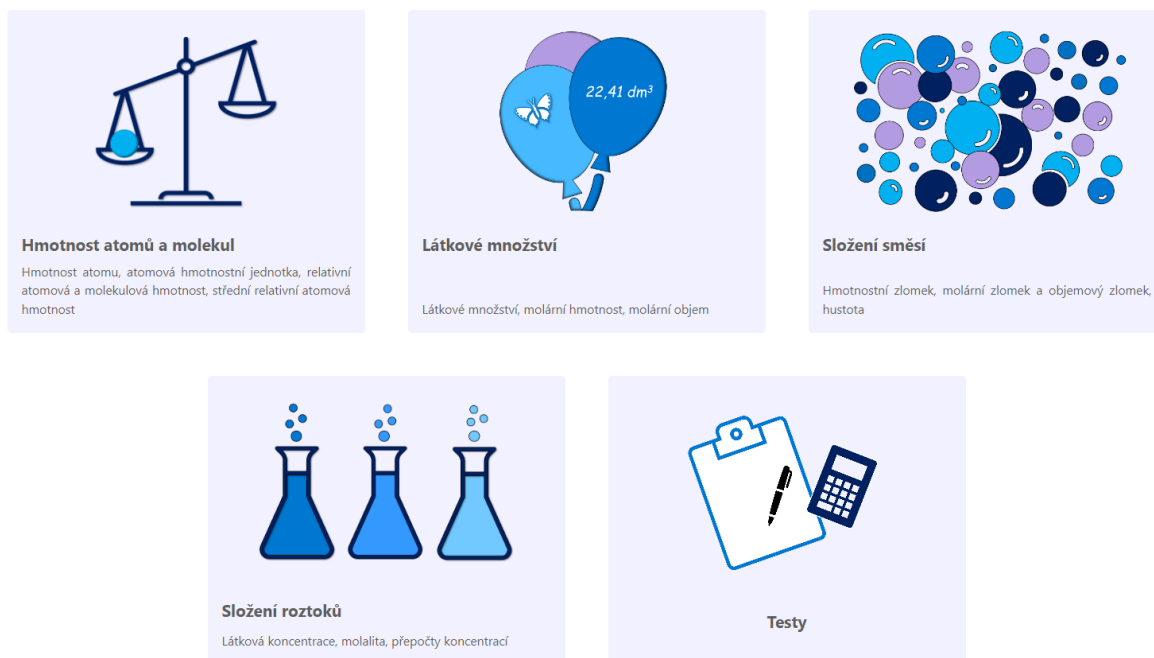 22,41 dm³
Hmotnost atomů a molekul
Hmotnost atomu, atomová hmotnostní jednotka, relativní
atomová a molekulová hmotnost, střední relativní atomová
hmotnost
Látkové množství
Látkové množství, molární hmotnost, molární objem
Složení směsí
Hmotnostní zlomek, molární zlomek a objemový zlomek,
hustota
Složení roztoků
Látková koncentrace, molalita, přepočty koncentrací
Testy